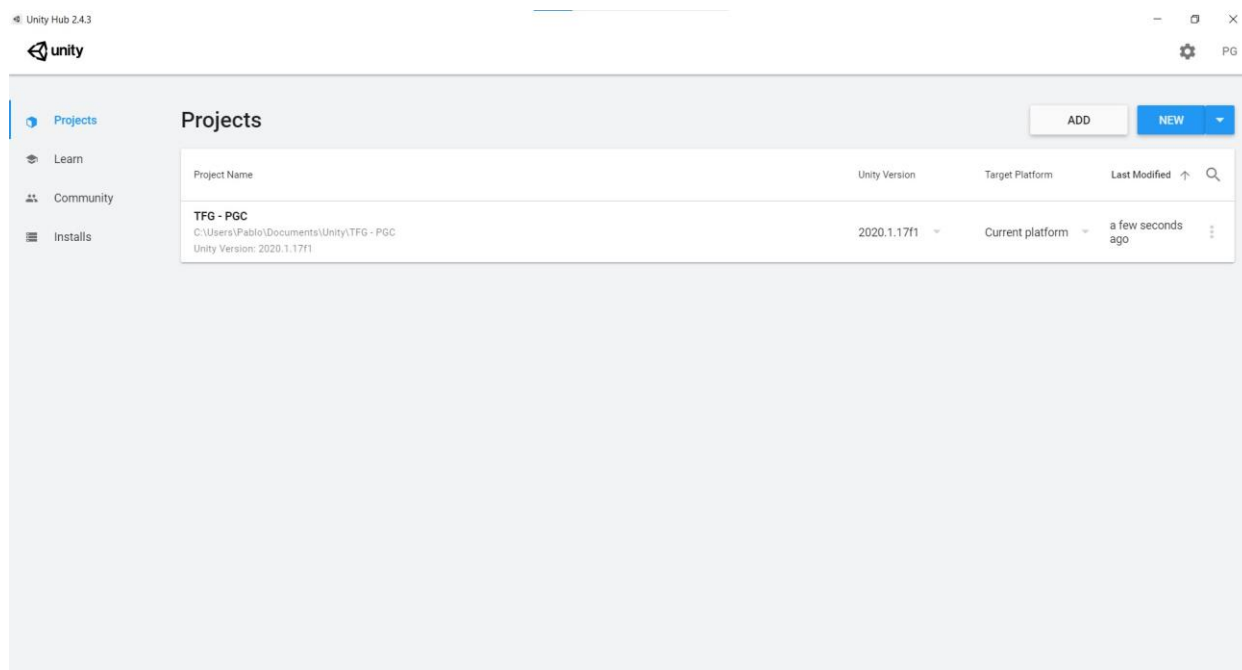 Unity Hub 2.4.3
unity
PG
Projects
Learn
Community
Installs
Projects
ADD
NEW
Project Name
Unity Version
Target Platform
Last Modified
TFG - PGC
C:\Users\Pablo\Documents\Unity\TFG - PGC
Unity Version: 2020.1.17f1
2020.1.17f1
Current platform
a few seconds
ago